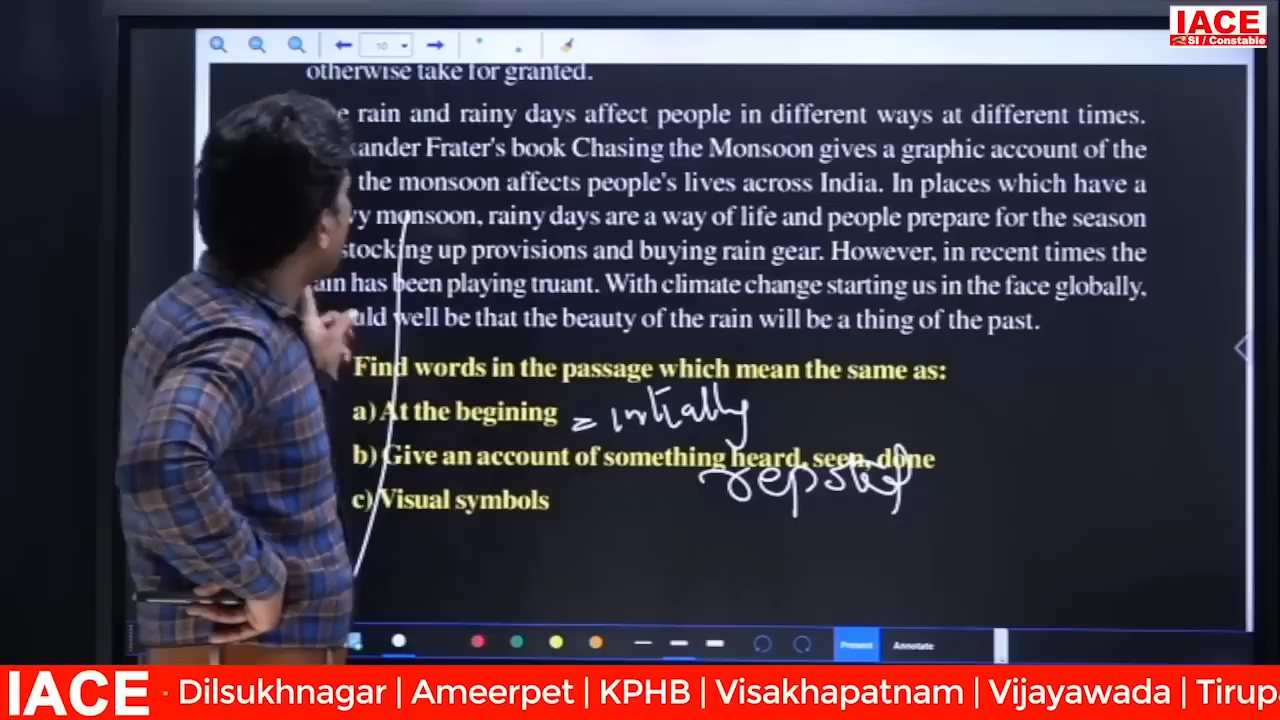 IACE
SI / Constable
10
otherwise take for granted.
rain and rainy days affect people in different ways at different times.
xander Frater's book Chasing the Monsoon gives a graphic account of the
the monsoon affects people's lives across India. In places which have a
vy monsoon, rainy days are a way of life and people prepare for the season
stocking up provisions and buying rain gear. However, in recent times the
ain has been playing truant. With climate change starting us in the face globally,
uld well be that the beauty of the rain will be a thing of the past.
Find words in the passage which mean the same as:
a) At the begining = initially
b) Give an account of something heard, seen, done
c) Visual symbols
Present Annotate
IACE - Dilsukhnagar | Ameerpet | KPHB | Visakhapatnam | Vijayawada | Tirup